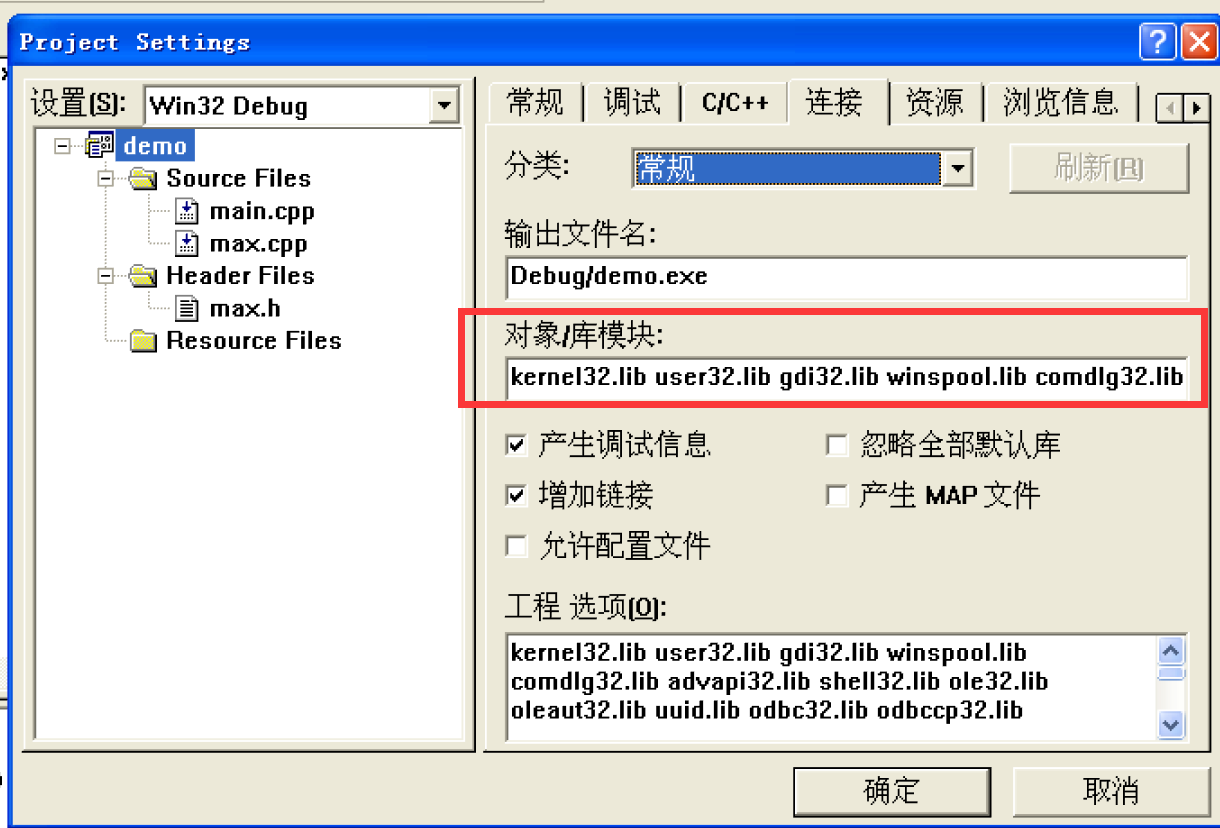 Project Settings
设置(S): Win32 Debug
demo
Source Files
main.cpp
max.cpp
Header Files
max.h
Resource Files
常规 调试 C/C++ 连接 资源 浏览信息
分类: 常规 刷新(R)
输出文件名:
Debug/demo.exe
对象/库模块:
kernel32.lib user32.lib gdi32.lib winspool.lib comdlg32.lib
产生调试信息 忽略全部默认库
增加链接 产生 MAP 文件
允许配置文件
工程 选项(O):
kernel32.lib user32.lib gdi32.lib winspool.lib
comdlg32.lib advapi32.lib shell32.lib ole32.lib
oleaut32.lib uuid.lib odbc32.lib odbccp32.lib
确定 取消